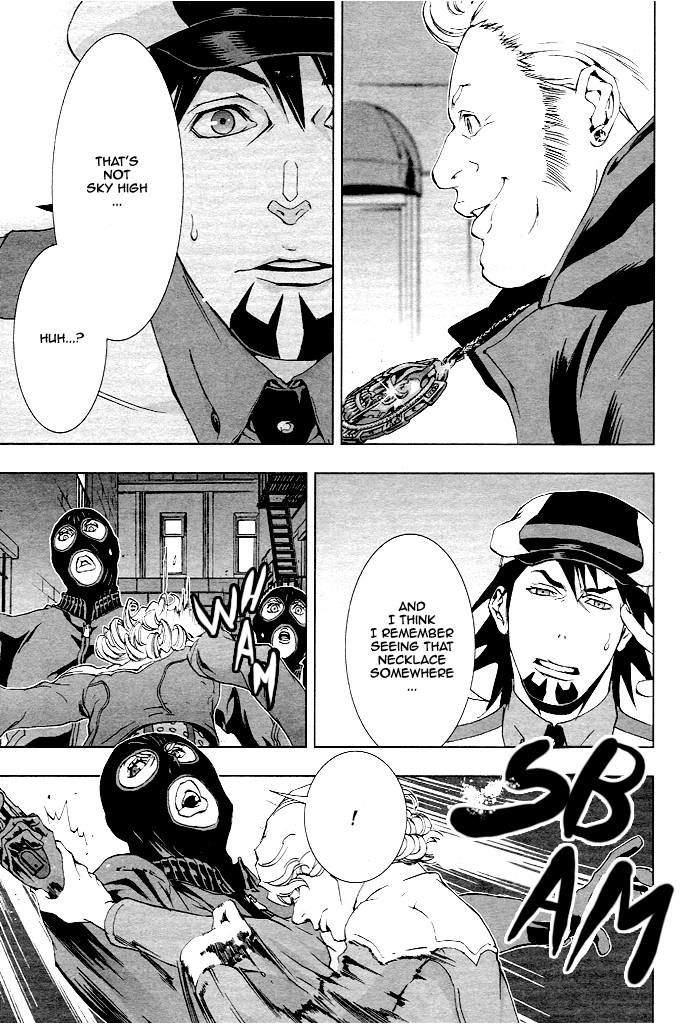 THAT'S
NOT
SKY HIGH
...
HUH...?
AND
I THINK
I REMEMBER
SEEING THAT
NECKLACE
SOMEWHERE
...
WHAM
!
SBAM